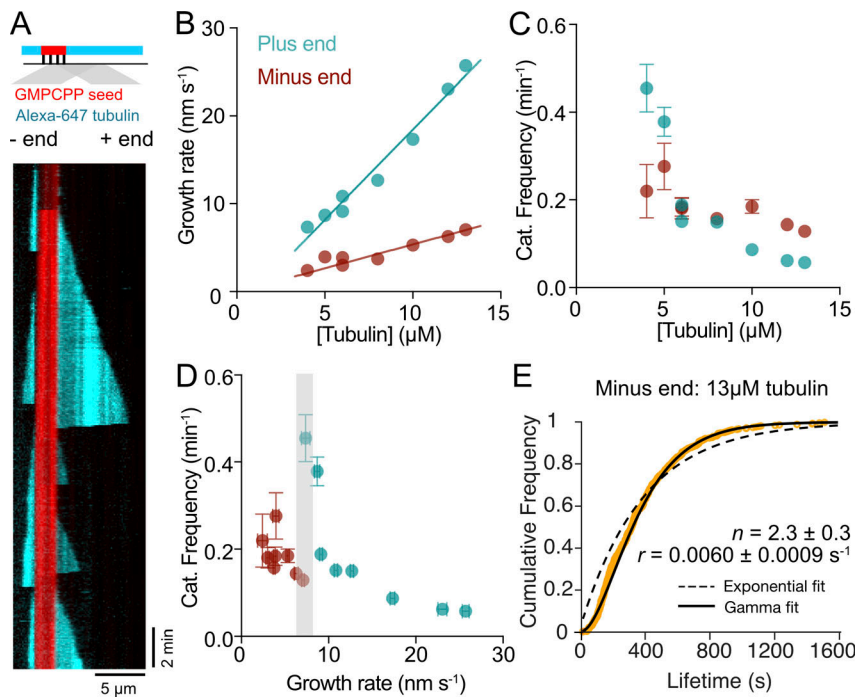 A
GMPCPP seed
Alexa-647 tubulin
- end
+ end
2 min
5 µm
B
Plus end
Minus end
Growth rate (nm s⁻¹)
30
20
10
0
0
5
10
15
[Tubulin] (µM)
C
Cat. Frequency (min⁻¹)
0.6
0.4
0.2
0.0
0
5
10
15
[Tubulin] (µM)
D
Cat. Frequency (min⁻¹)
0.6
0.4
0.2
0.0
0
10
20
30
Growth rate (nm s⁻¹)
E
Minus end: 13µM tubulin
Cumulative Frequency
1
0.8
0.6
0.4
0.2
0
n = 2.3 ± 0.3
r = 0.0060 ± 0.0009 s⁻¹
Exponential fit
Gamma fit
0
400
800
1200
1600
Lifetime (s)